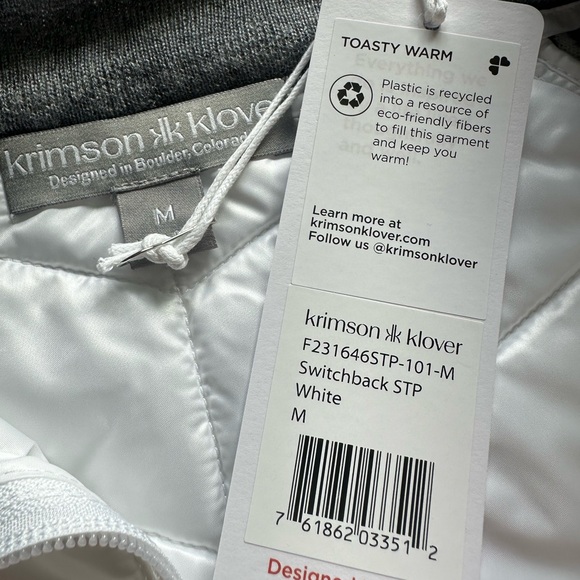 krimson kk klover
Designed in Boulder, Colorado
M
TOASTY WARM
Plastic is recycled
into a resource of
eco-friendly fibers
to fill this garment
and keep you
warm!
Learn more at
krimsonklover.com
Follow us @krimsonklover
krimson kk klover
F231646STP-101-M
Switchback STP
White
M
7 61862 03351 2
Designed